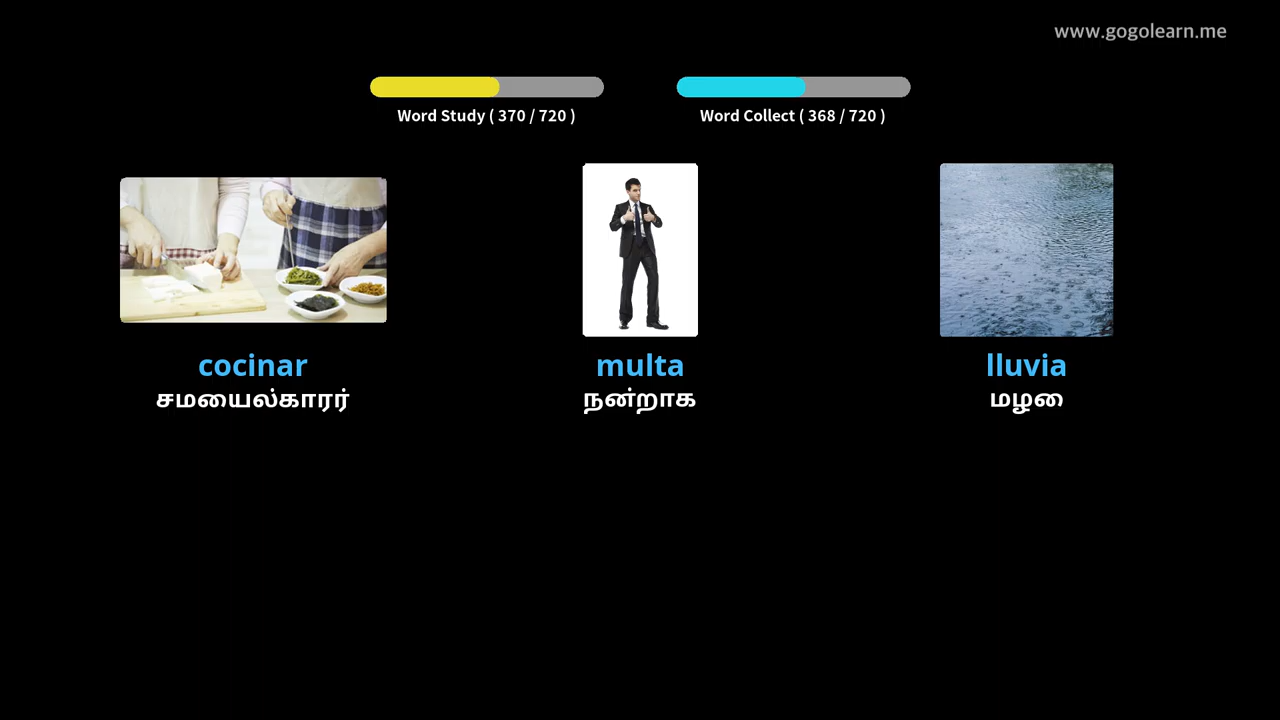 www.gogolearn.me
Word Study ( 370 / 720 )
Word Collect ( 368 / 720 )
cocinar
சமையல்காரர்
multa
நன்றாக
lluvia
மழை